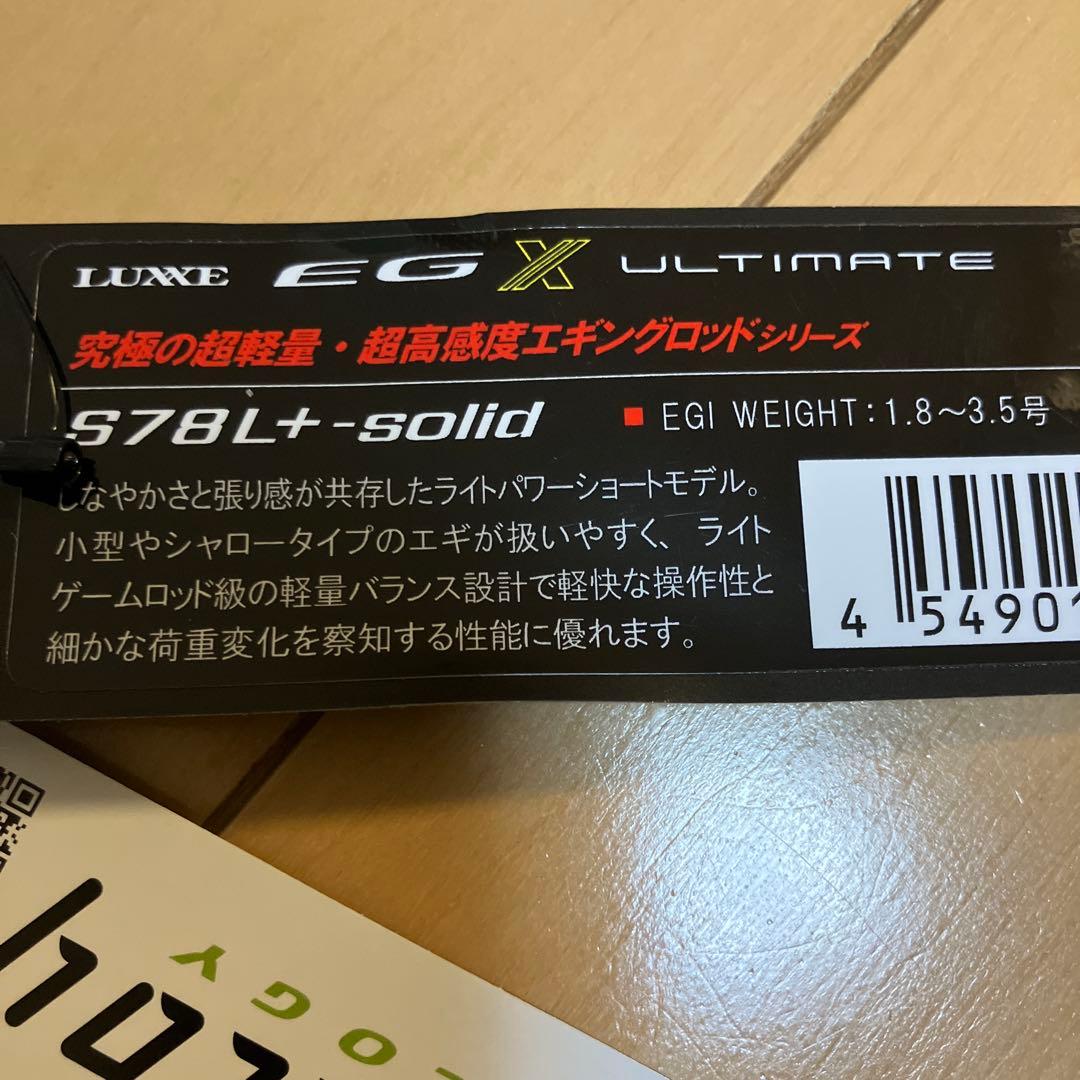 LUXXE EG X ULTIMATE
究極の超軽量・超高感度エギングロッドシリーズ
S78L+-solid ■ EGI WEIGHT:1.8～3.5号
しなやかさと張り感が共存したライトパワーショートモデル。
小型やシャロータイプのエギが扱いやすく、ライト
ゲームロッド級の軽量バランス設計で軽快な操作性と
細かな荷重変化を察知する性能に優れます。
4 54901
OGY